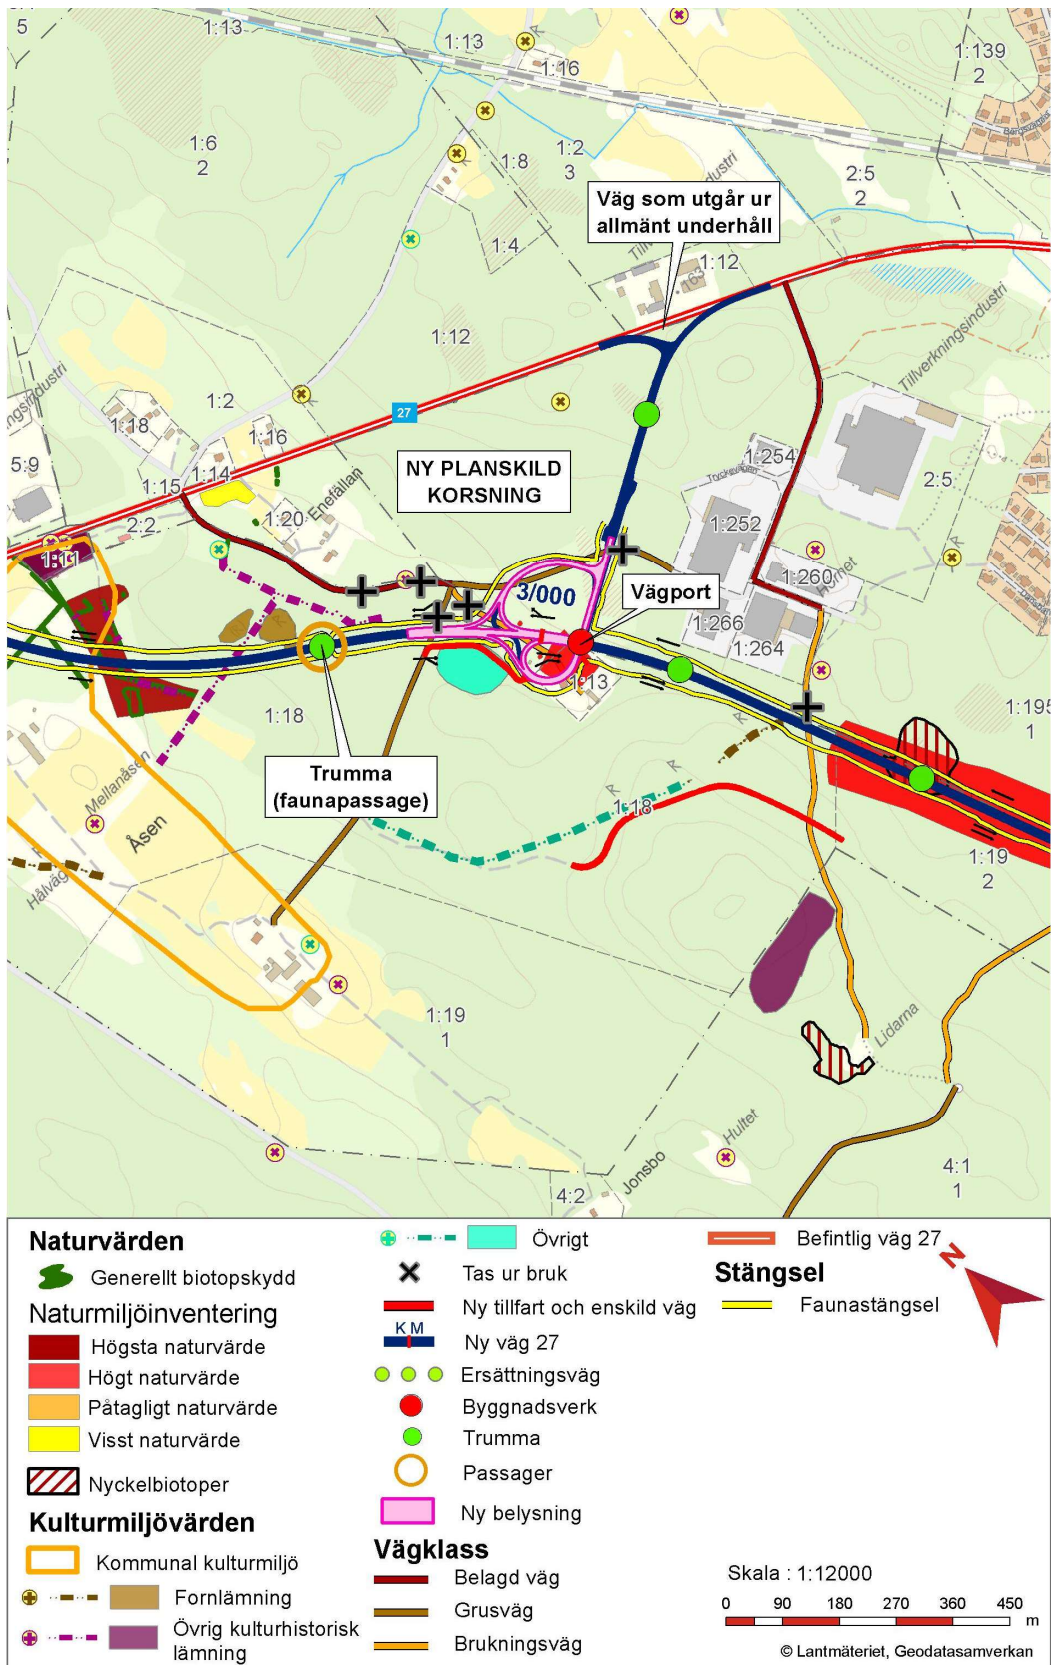 5
1:13
1:13
1:16
1:139
2
1:6
2
1:8
1:2
3
2:5
2
Väg som utgår ur
allmänt underhåll
1:4
1:12
1:12
Tillverkningsindustri
1:2
27
1:18
1:16
5:9
1:14
1:15
NY PLANSKILD
KORSNING
1:254
Tryckevägen
2:5
Enefällan
1:20
2:2
1:252
1:11
3/000
Vägport
1:260
1:266
1:264
1:13
1:18
1:195
1
Mellanåsen
Trumma
(faunapassage)
Åsen
1:18
1:19
2
1:19
1
Lidarna
Hultet
Jonsbo
4:2
4:1
1
Naturvärden
Generellt biotopskydd
Naturmiljöinventering
Högsta naturvärde
Högt naturvärde
Påtagligt naturvärde
Visst naturvärde
Nyckelbiotoper
Kulturmiljövärden
Kommunal kulturmiljö
Fornlämning
Övrig kulturhistorisk
lämning
Övrigt
Tas ur bruk
Ny tillfart och enskild väg
KM
Ny väg 27
Ersättningsväg
Byggnadsverk
Trumma
Passager
Ny belysning
Vägklass
Belagd väg
Grusväg
Brukningsväg
Befintlig väg 27
Stängsel
Faunastängsel
N
Skala : 1:12000
0 90 180 270 360 450
m
© Lantmäteriet, Geodatasamverkan